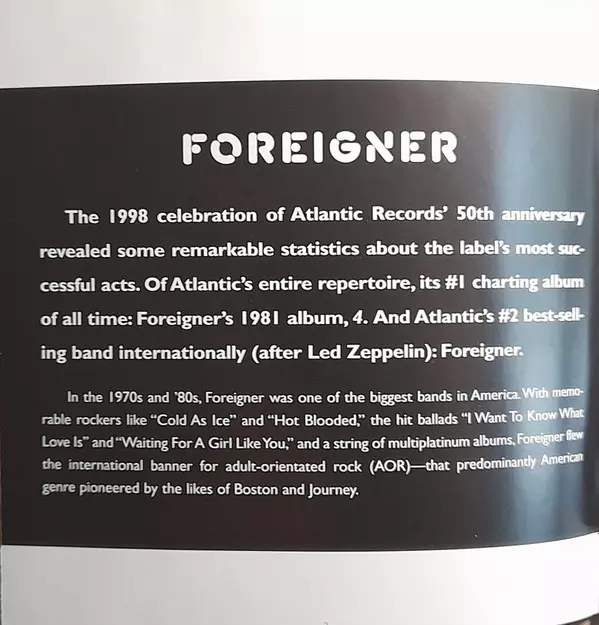 FOREIGNER
The 1998 celebration of Atlantic Records' 50th anniversary
revealed some remarkable statistics about the label's most suc-
cessful acts. Of Atlantic's entire repertoire, its #1 charting album
of all time: Foreigner's 1981 album, 4. And Atlantic's #2 best-sell-
ing band internationally (after Led Zeppelin): Foreigner.
In the 1970s and '80s, Foreigner was one of the biggest bands in America. With memo-
rable rockers like "Cold As Ice" and "Hot Blooded," the hit ballads "I Want To Know What
Love Is" and "Waiting For A Girl Like You," and a string of multiplatinum albums, Foreigner flew
the international banner for adult-orientated rock (AOR)—that predominantly American
genre pioneered by the likes of Boston and Journey.